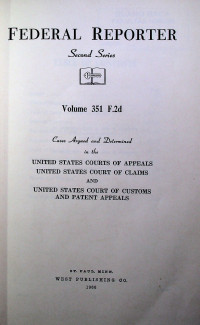 FEDERAL REPORTER
Second Series
Volume 351 F.2d
Cases Argued and Determined
in the
UNITED STATES COURTS OF APPEALS
UNITED STATES COURT OF CLAIMS
AND
UNITED STATES COURT OF CUSTOMS
AND PATENT APPEALS
ST. PAUL, MINN.
WEST PUBLISHING CO.
1966